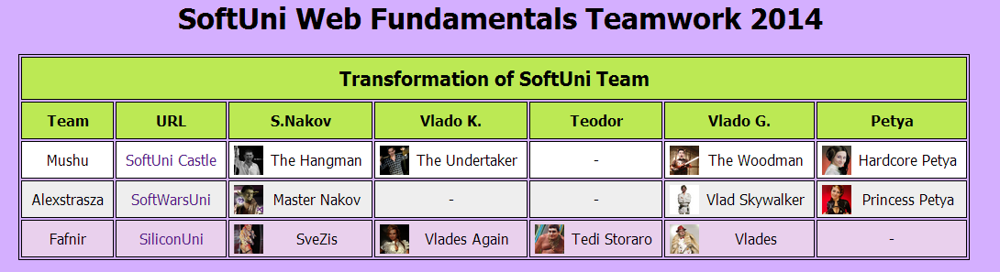 SoftUni Web Fundamentals Teamwork 2014
Transformation of SoftUni Team
Team URL S.Nakov Vlado K. Teodor Vlado G. Petya
Mushu SoftUni Castle The Hangman The Undertaker - The Woodman Hardcore Petya
Alexstrasza SoftWarsUni Master Nakov - - Vlad Skywalker Princess Petya
Fafnir SiliconUni SveZis Vlades Again Tedi Storaro Vlades -